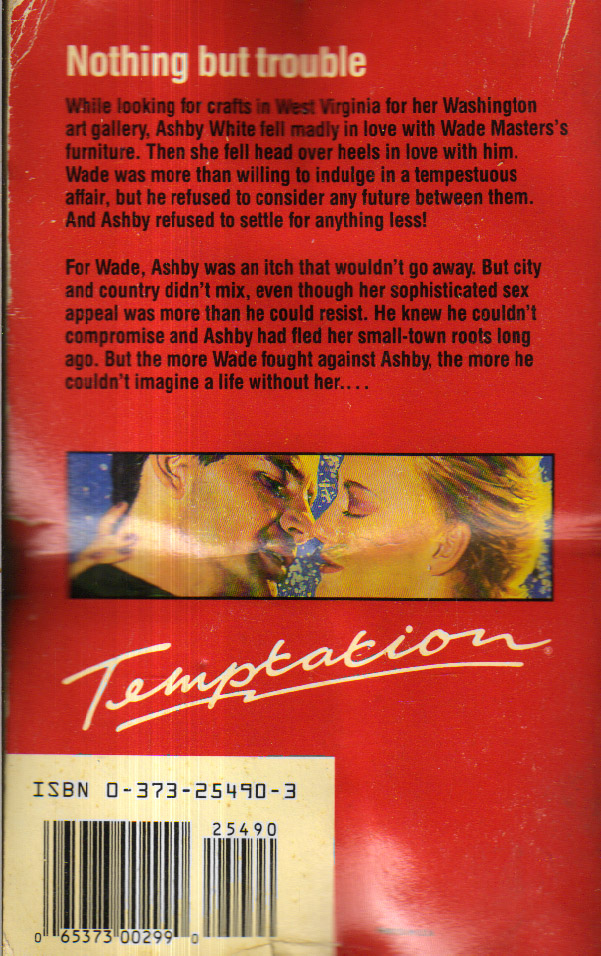 Nothing but trouble
While looking for crafts in West Virginia for her Washington
art gallery, Ashby White fell madly in love with Wade Masters's
furniture. Then she fell head over heels in love with him.
Wade was more than willing to indulge in a tempestuous
affair, but he refused to consider any future between them.
And Ashby refused to settle for anything less!
For Wade, Ashby was an itch that wouldn't go away. But city
and country didn't mix, even though her sophisticated sex
appeal was more than he could resist. He knew he couldn't
compromise and Ashby had fled her small-town roots long
ago. But the more Wade fought against Ashby, the more he
couldn't imagine a life without her....
Temptation®
ISBN 0-373-25490-3
25490
0 65373 00299 0